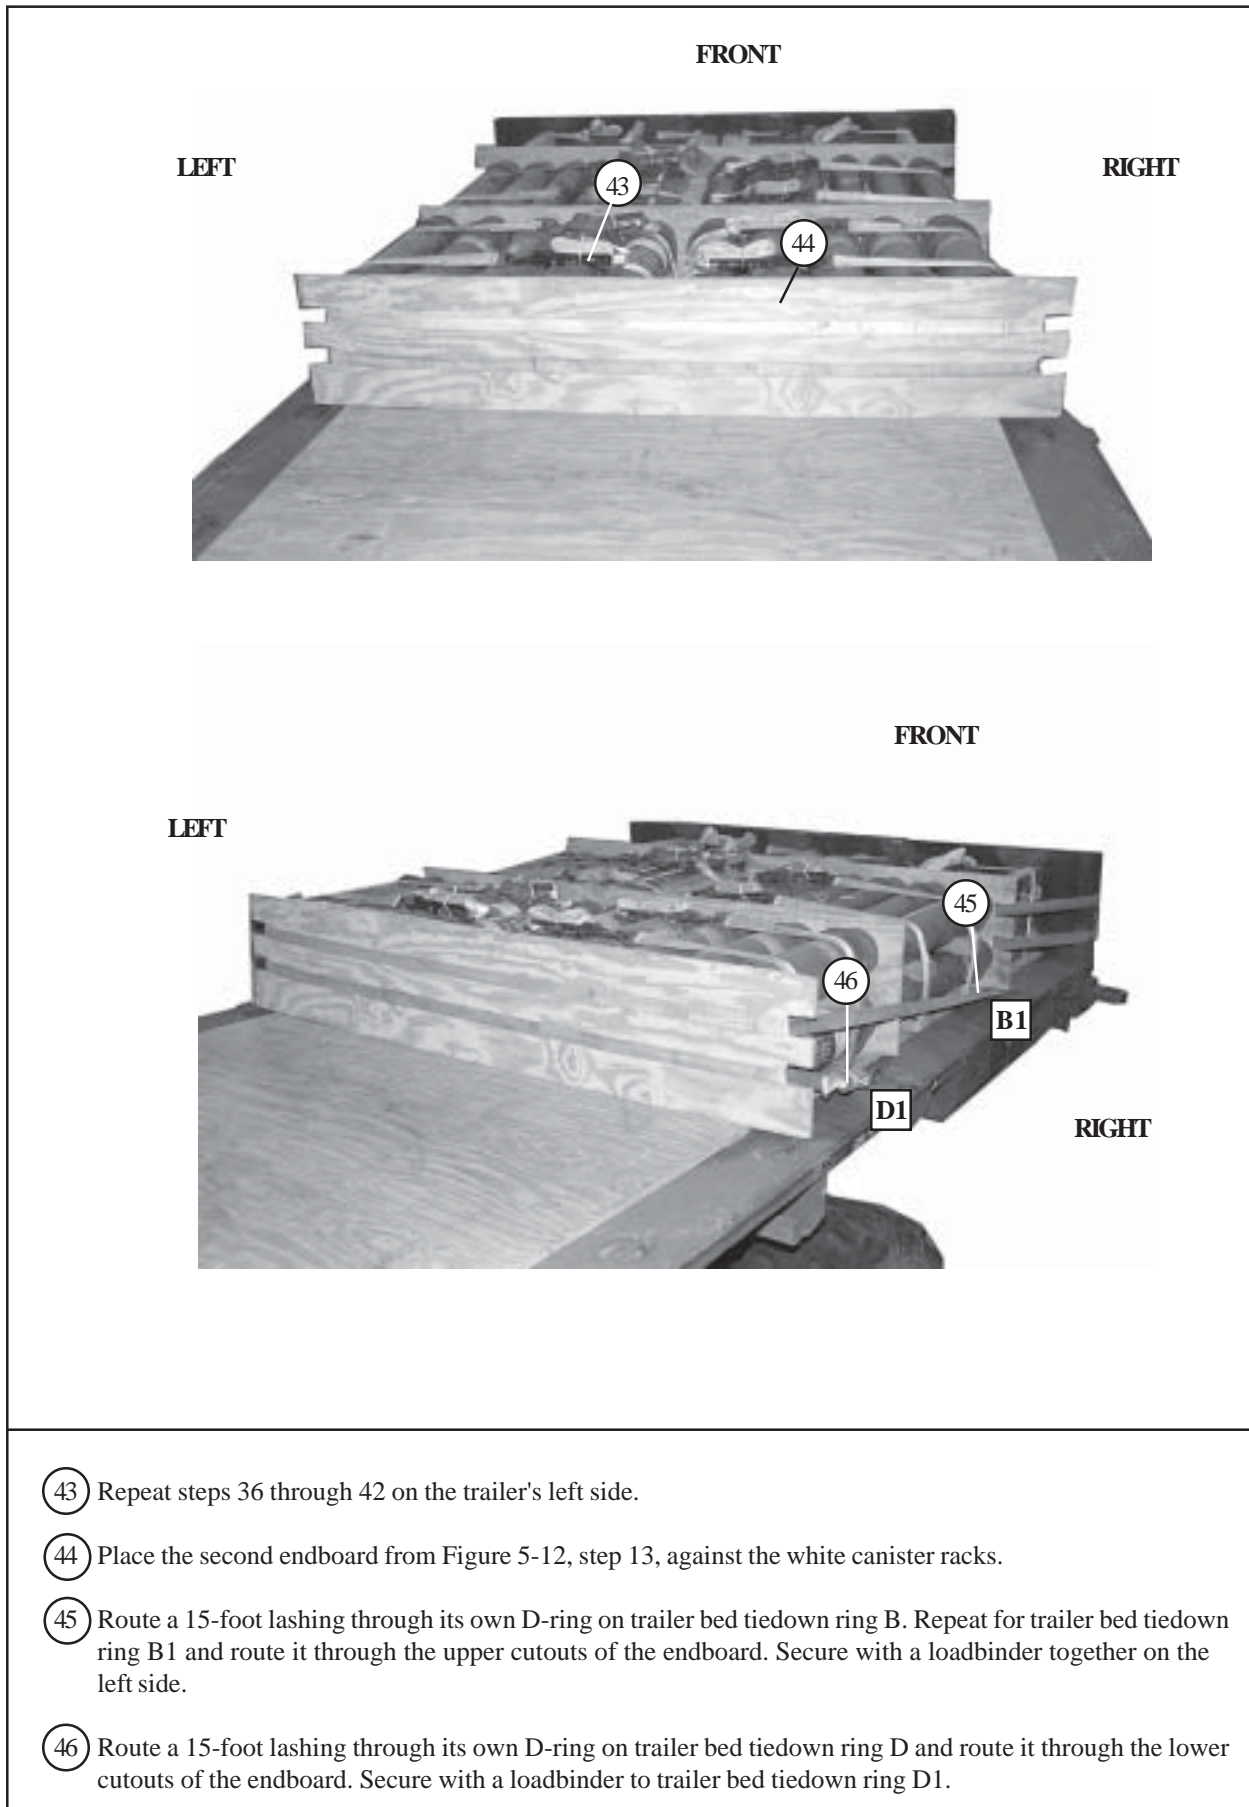 FRONT
LEFT
RIGHT
43
44
FRONT
LEFT
45
46
B1
D1
RIGHT
43 Repeat steps 36 through 42 on the trailer's left side.
44 Place the second endboard from Figure 5-12, step 13, against the white canister racks.
45 Route a 15-foot lashing through its own D-ring on trailer bed tiedown ring B. Repeat for trailer bed tiedown
ring B1 and route it through the upper cutouts of the endboard. Secure with a loadbinder together on the
left side.
46 Route a 15-foot lashing through its own D-ring on trailer bed tiedown ring D and route it through the lower
cutouts of the endboard. Secure with a loadbinder to trailer bed tiedown ring D1.